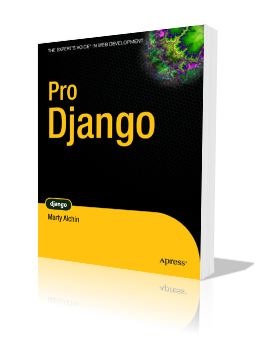 THE EXPERT'S VOICE® IN WEB DEVELOPMENT
Pro
Django
django
Marty Alchin
Apress®